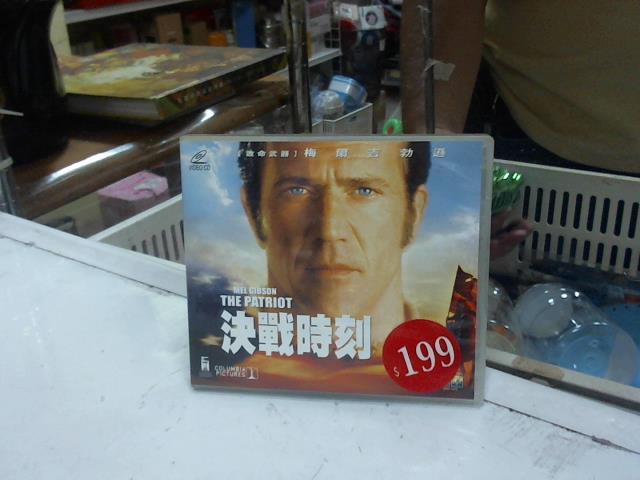 VIDEO CD
[致命武器] 梅爾吉勃遜
MEL GIBSON
THE PATRIOT
決戰時刻
$199
COLUMBIA
PICTURES